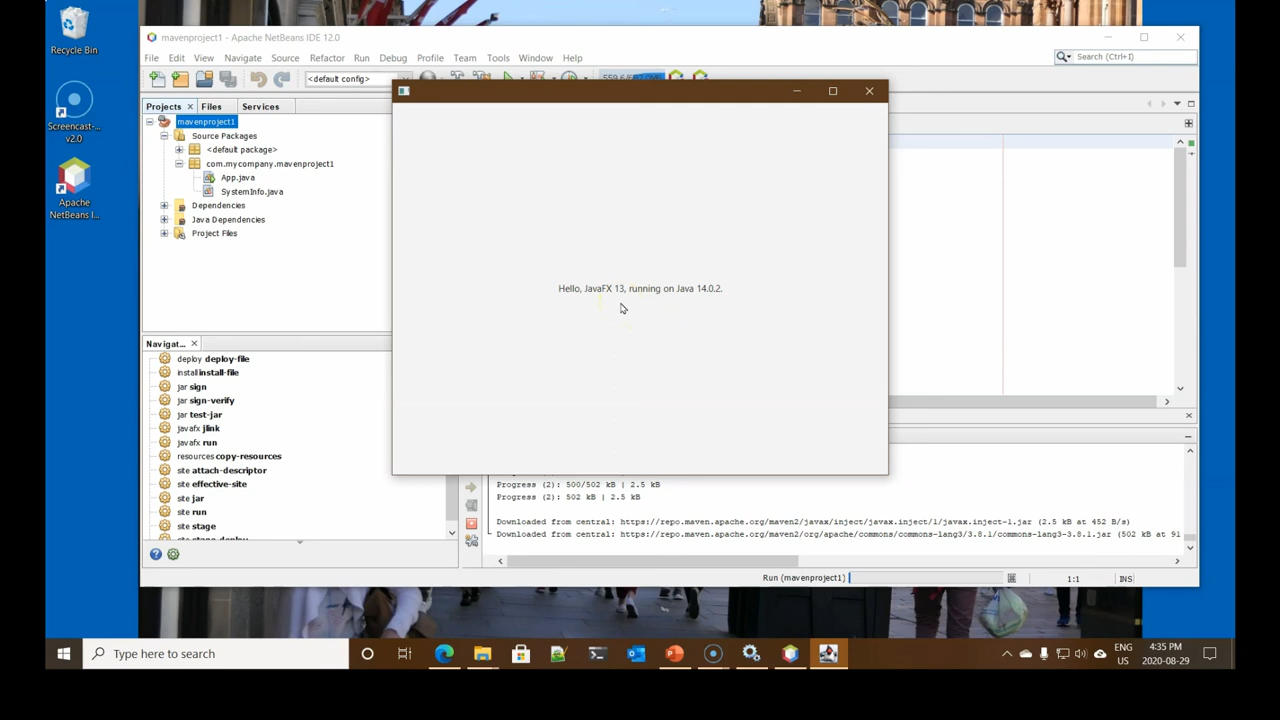 Recycle Bin
Screencast-...
v2.0
Apache
NetBeans I...
mavenproject1 - Apache NetBeans IDE 12.0
File Edit View Navigate Source Refactor Run Debug Profile Team Tools Window Help
Search (Ctrl+I)
<default config>
Projects Files Services
mavenproject1
Source Packages
<default package>
com.mycompany.mavenproject1
App.java
SystemInfo.java
Dependencies
Java Dependencies
Project Files
Hello, JavaFX 13, running on Java 14.0.2.
Navigat...
deploy deploy-file
install install-file
jar sign
jar sign-verify
jar test-jar
javafx jlink
javafx run
resources copy-resources
site attach-descriptor
site effective-site
site jar
site run
site stage
Progress (2): 500/502 kB | 2.5 kB
Progress (2): 502 kB | 2.5 kB
Downloaded from central: https://repo.maven.apache.org/maven2/javax/inject/javax.inject/1/javax.inject-1.jar (2.5 kB at 452 B/s)
Downloaded from central: https://repo.maven.apache.org/maven2/org/apache/commons/commons-lang3/3.8.1/commons-lang3-3.8.1.jar (502 kB at 91
Run (mavenproject1) 1:1 INS
Type here to search
ENG
US
4:35 PM
2020-08-29